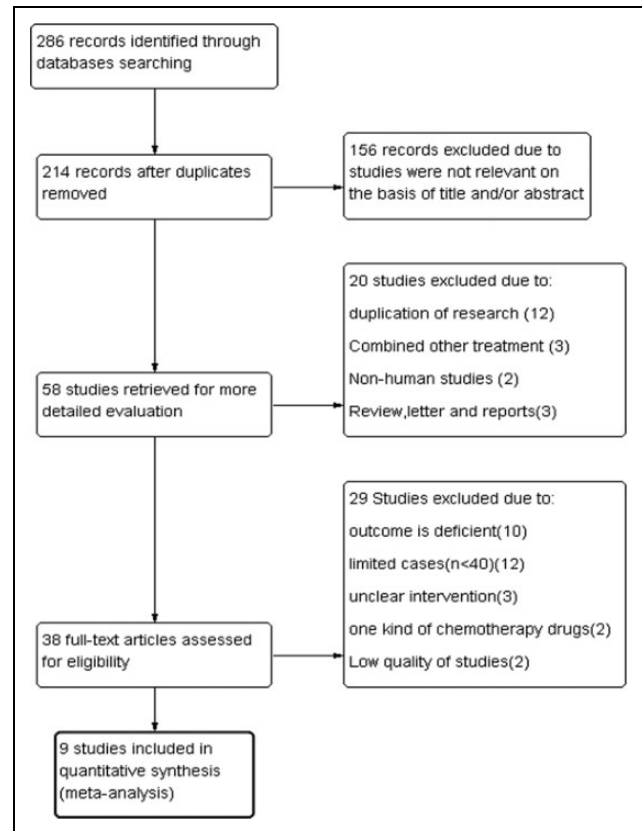 286 records identified through
databases searching
214 records after duplicates
removed
156 records excluded due to
studies were not relevant on
the basis of title and/or abstract
20 studies excluded due to:
duplication of research (12)
Combined other treatment (3)
Non-human studies (2)
Review,letter and reports(3)
58 studies retrieved for more
detailed evaluation
29 Studies excluded due to:
outcome is deficient(10)
limited cases(n<40)(12)
unclear intervention(3)
one kind of chemotherapy drugs(2)
Low quality of studies(2)
38 full-text articles assessed
for eligibility
9 studies included in
quantitative synthesis
(meta-analysis)